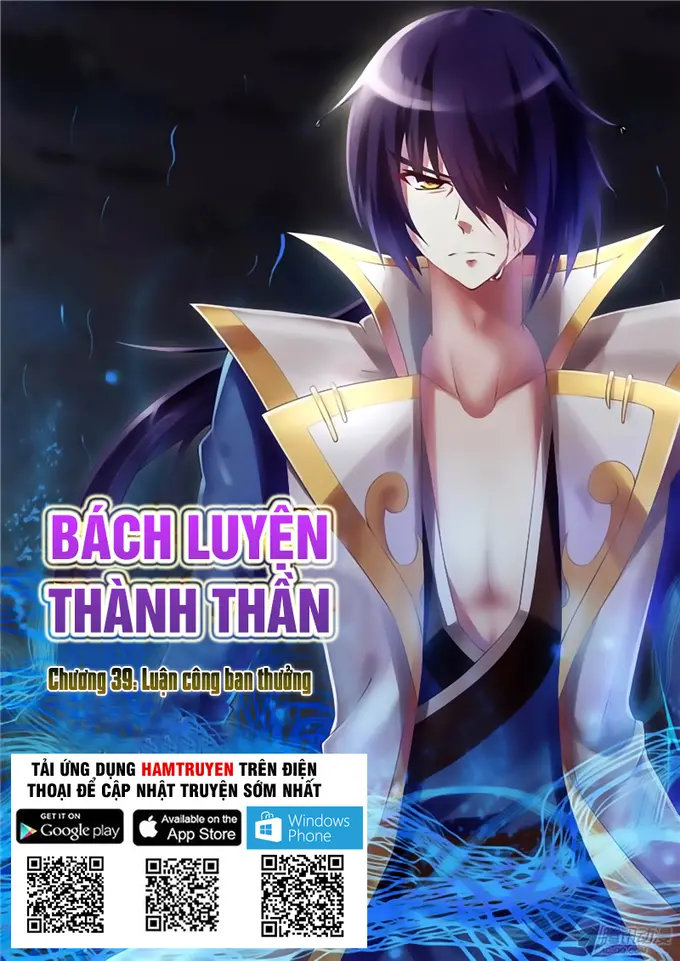 BÁCH LUYỆN
THÀNH THẦN
Chương 39: Luận công ban thưởng
TẢI ỨNG DỤNG HAMTRUYEN TRÊN ĐIỆN
THOẠI ĐỂ CẬP NHẬT TRUYỆN SỚM NHẤT
GET IT ON
Google play
Available on the
App Store
Windows
Phone